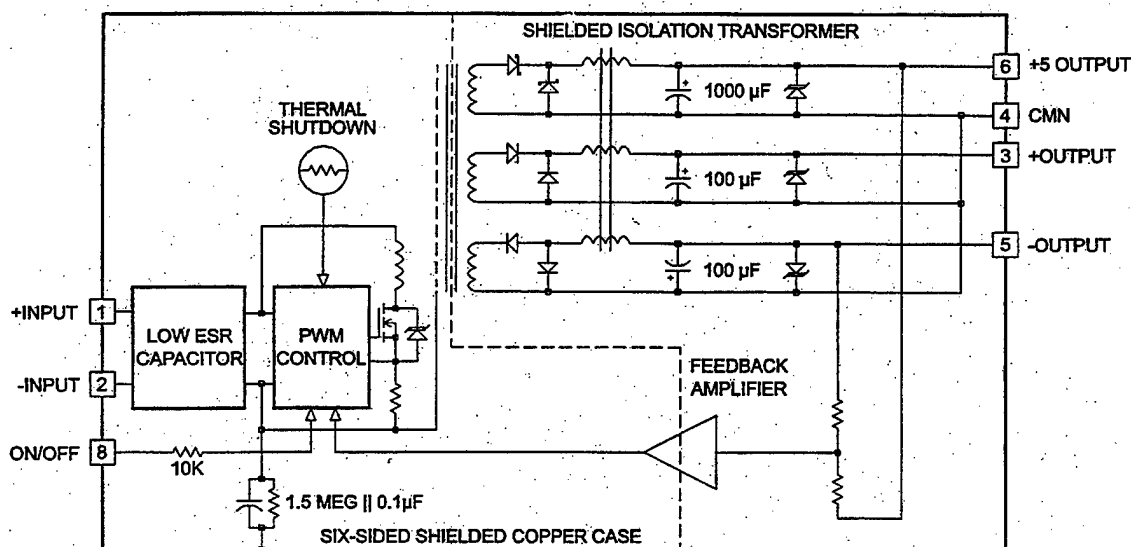 SHIELDED ISOLATION TRANSFORMER
6 +5 OUTPUT
1000 µF
4 CMN
THERMAL
SHUTDOWN
3 +OUTPUT
100 µF
5 -OUTPUT
100 µF
+INPUT 1
LOW ESR
CAPACITOR
PWM
CONTROL
-INPUT 2
FEEDBACK
AMPLIFIER
ON/OFF 8
10K
1.5 MEG || 0.1µF
SIX-SIDED SHIELDED COPPER CASE